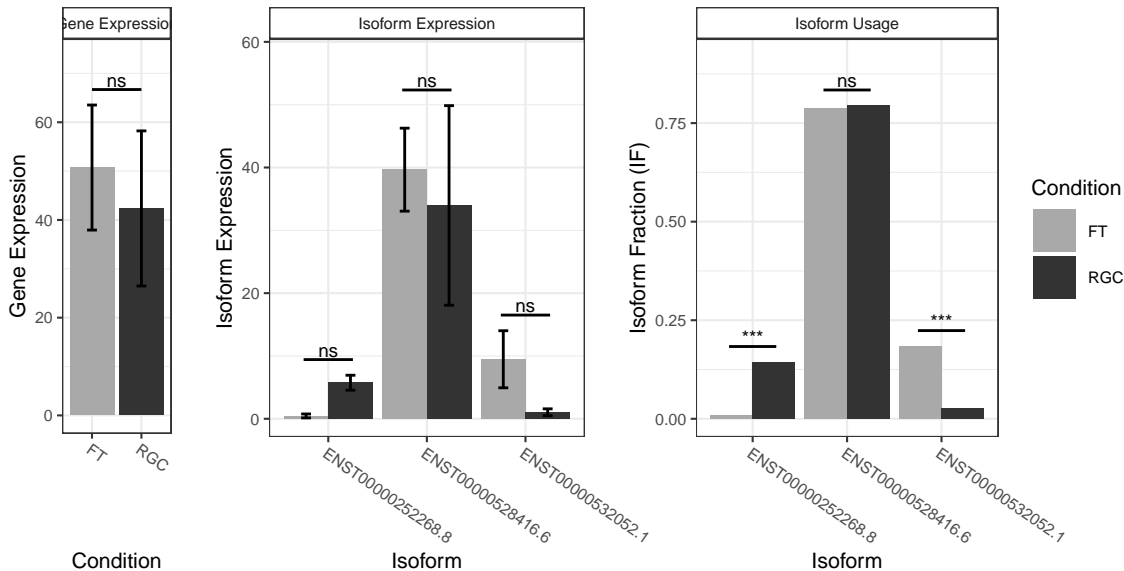 Gene Expression
Gene Expression
60
40
20
0
ns
FT
RGC
Condition
Isoform Expression
Isoform Expression
60
40
20
0
ns
ns
ns
ENST00000252268.8
ENST00000528416.6
ENST00000532052.1
Isoform
Isoform Usage
Isoform Fraction (IF)
0.75
0.50
0.25
0.00
***
ns
***
ENST00000252268.8
ENST00000528416.6
ENST00000532052.1
Isoform
Condition
FT
RGC